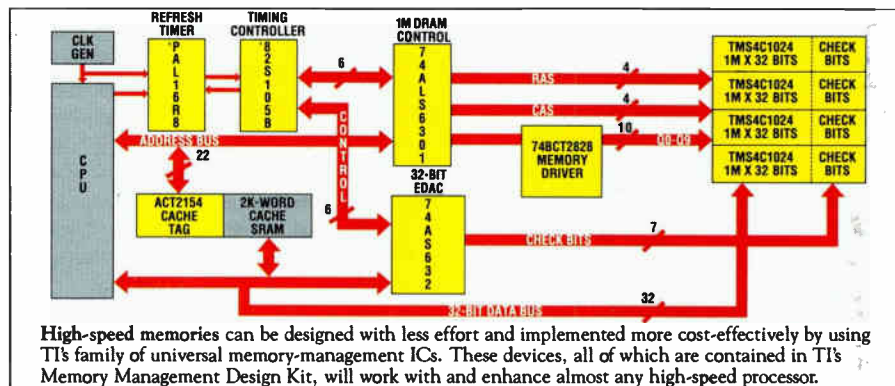 REFRESH TIMER
TIMING CONTROLLER
1M DRAM CONTROL
CLK GEN
'PAL16R8
'82S105B
6
74ALS6301
4
RAS
4
CAS
10
Q0-Q9
TMS4C1024 1M X 32 BITS
CHECK BITS
TMS4C1024 1M X 32 BITS
CHECK BITS
TMS4C1024 1M X 32 BITS
CHECK BITS
TMS4C1024 1M X 32 BITS
CHECK BITS
CPU
ADDRESS BUS
22
CONTROL
6
74BCT2828 MEMORY DRIVER
ACT2154 CACHE TAG
2K-WORD CACHE SRAM
32-BIT EDAC
74AS632
CHECK BITS
7
32-BIT DATA BUS
32
High-speed memories can be designed with less effort and implemented more cost-effectively by using
TI's family of universal memory-management ICs. These devices, all of which are contained in TI's
Memory Management Design Kit, will work with and enhance almost any high-speed processor.